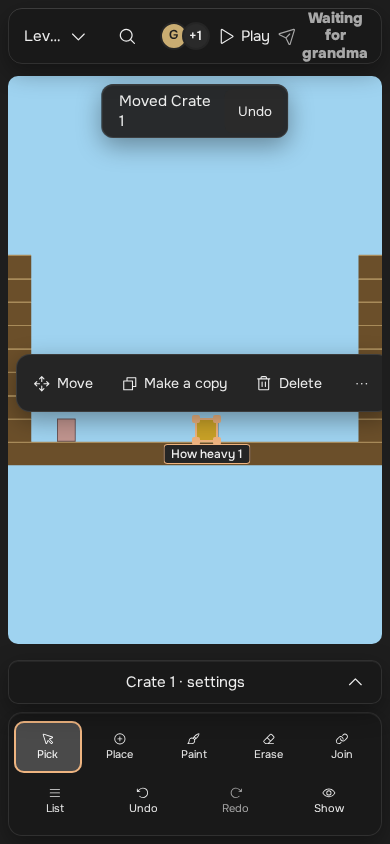 Lev...
G
+1
Play
Waiting
for
grandma
Moved Crate
1
Undo
Move
Make a copy
Delete
...
How heavy 1
Crate 1 · settings
Pick
Place
Paint
Erase
Join
List
Undo
Redo
Show